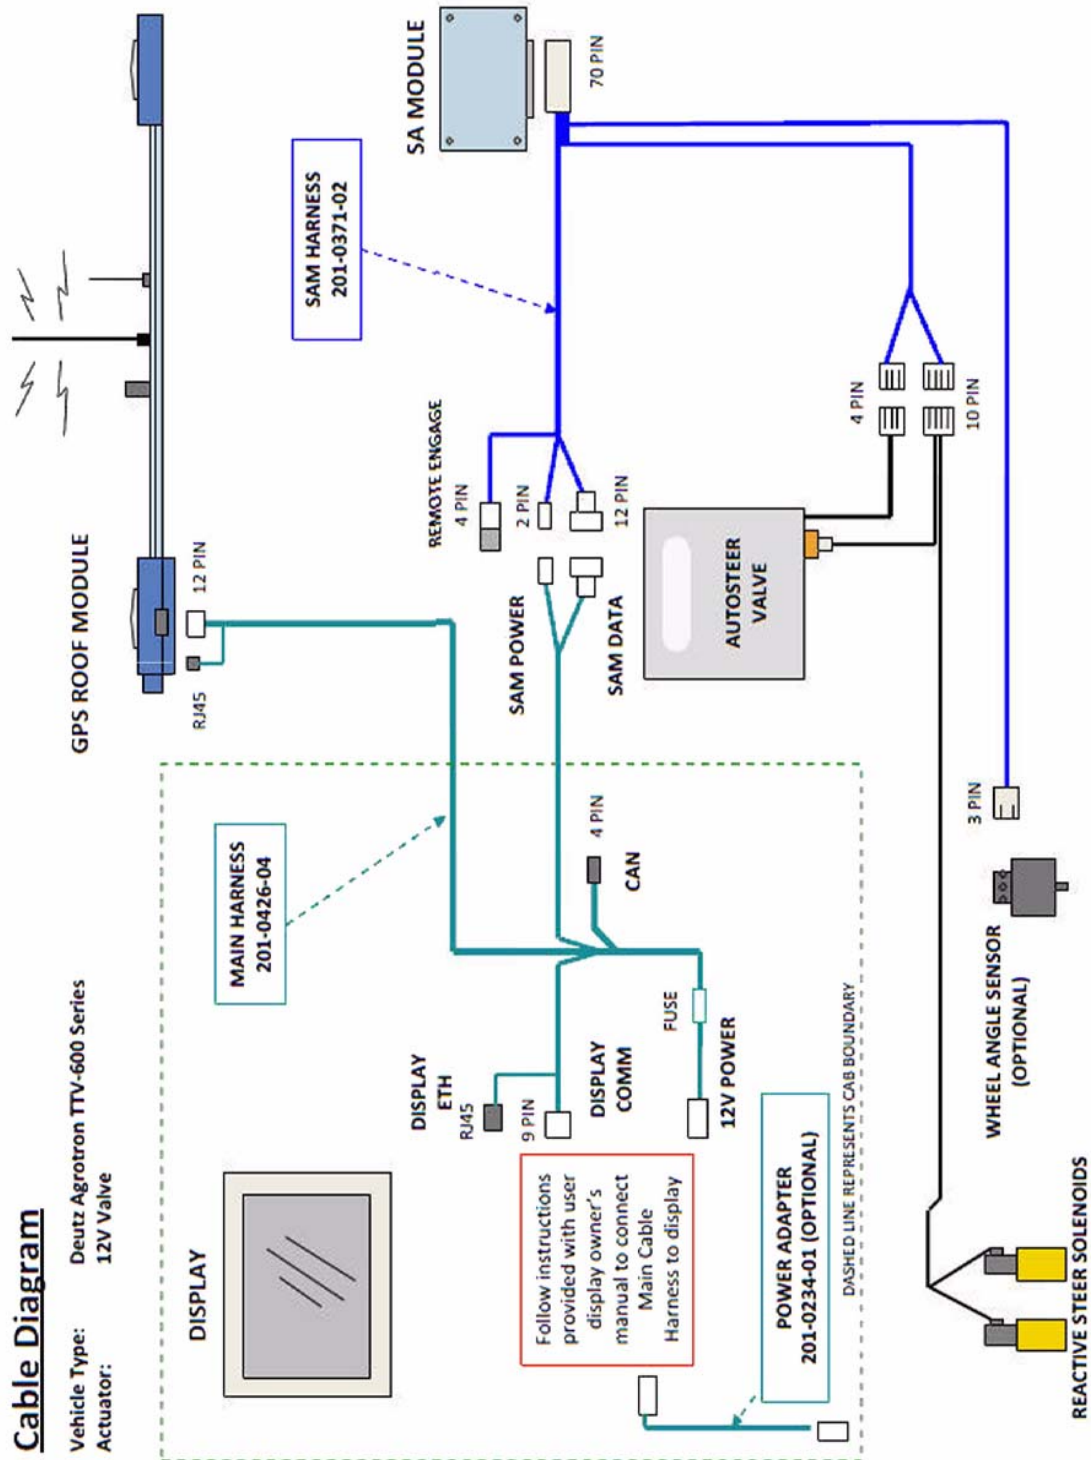 Cable Diagram
Vehicle Type: Deutz Agrotron TTV-600 Series
Actuator: 12V Valve
DISPLAY
MAIN HARNESS
201-0426-04
GPS ROOF MODULE
RJ45
12 PIN
SAM HARNESS
201-0371-02
SA MODULE
70 PIN
REMOTE ENGAGE
4 PIN
2 PIN
12 PIN
SAM POWER
SAM DATA
DISPLAY
ETH
RJ45
9 PIN
DISPLAY
COMM
4 PIN
CAN
FUSE
12V POWER
Follow instructions
provided with user
display owner's
manual to connect
Main Cable
Harness to display
POWER ADAPTER
201-0234-01 (OPTIONAL)
DASHED LINE REPRESENTS CAB BOUNDARY
AUTOSTEER
VALVE
4 PIN
10 PIN
3 PIN
WHEEL ANGLE SENSOR
(OPTIONAL)
REACTIVE STEER SOLENOIDS